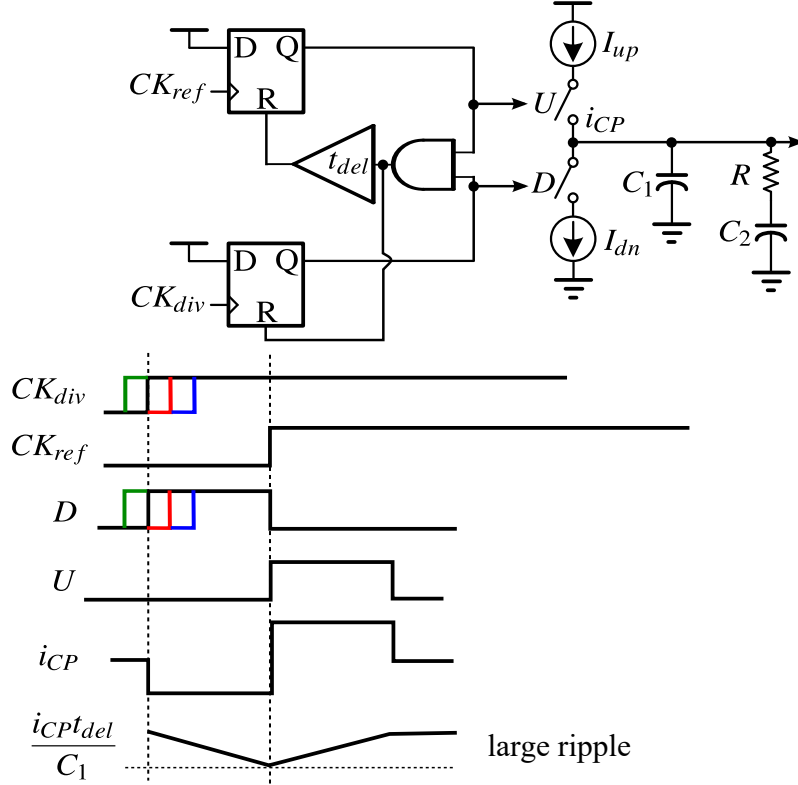 D Q
CK_ref
R
I_up
U
i_CP
t_del
D
C_1
R
C_2
I_dn
D Q
CK_div
R
CK_div
CK_ref
D
U
i_CP
i_CP t_del
C_1
large ripple